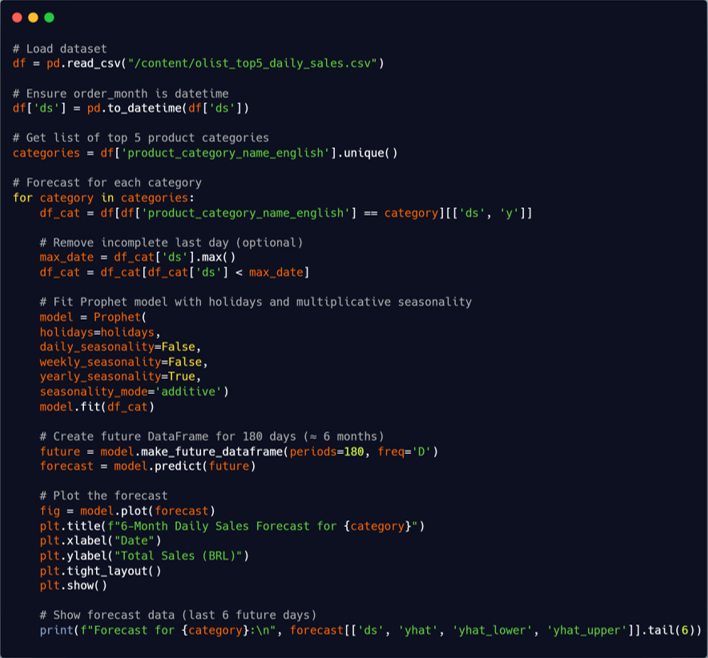 # Load dataset
df = pd.read_csv("/content/olist_top5_daily_sales.csv")

# Ensure order_month is datetime
df['ds'] = pd.to_datetime(df['ds'])

# Get list of top 5 product categories
categories = df['product_category_name_english'].unique()

# Forecast for each category
for category in categories:
    df_cat = df[df['product_category_name_english'] == category][['ds', 'y']]

    # Remove incomplete last day (optional)
    max_date = df_cat['ds'].max()
    df_cat = df_cat[df_cat['ds'] < max_date]

    # Fit Prophet model with holidays and multiplicative seasonality
    model = Prophet(
    holidays=holidays,
    daily_seasonality=False,
    weekly_seasonality=False,
    yearly_seasonality=True,
    seasonality_mode='additive')
    model.fit(df_cat)

    # Create future DataFrame for 180 days (≈ 6 months)
    future = model.make_future_dataframe(periods=180, freq='D')
    forecast = model.predict(future)

    # Plot the forecast
    fig = model.plot(forecast)
    plt.title(f"6-Month Daily Sales Forecast for {category}")
    plt.xlabel("Date")
    plt.ylabel("Total Sales (BRL)")
    plt.tight_layout()
    plt.show()

    # Show forecast data (last 6 future days)
    print(f"Forecast for {category}:\n", forecast[['ds', 'yhat', 'yhat_lower', 'yhat_upper']].tail(6))